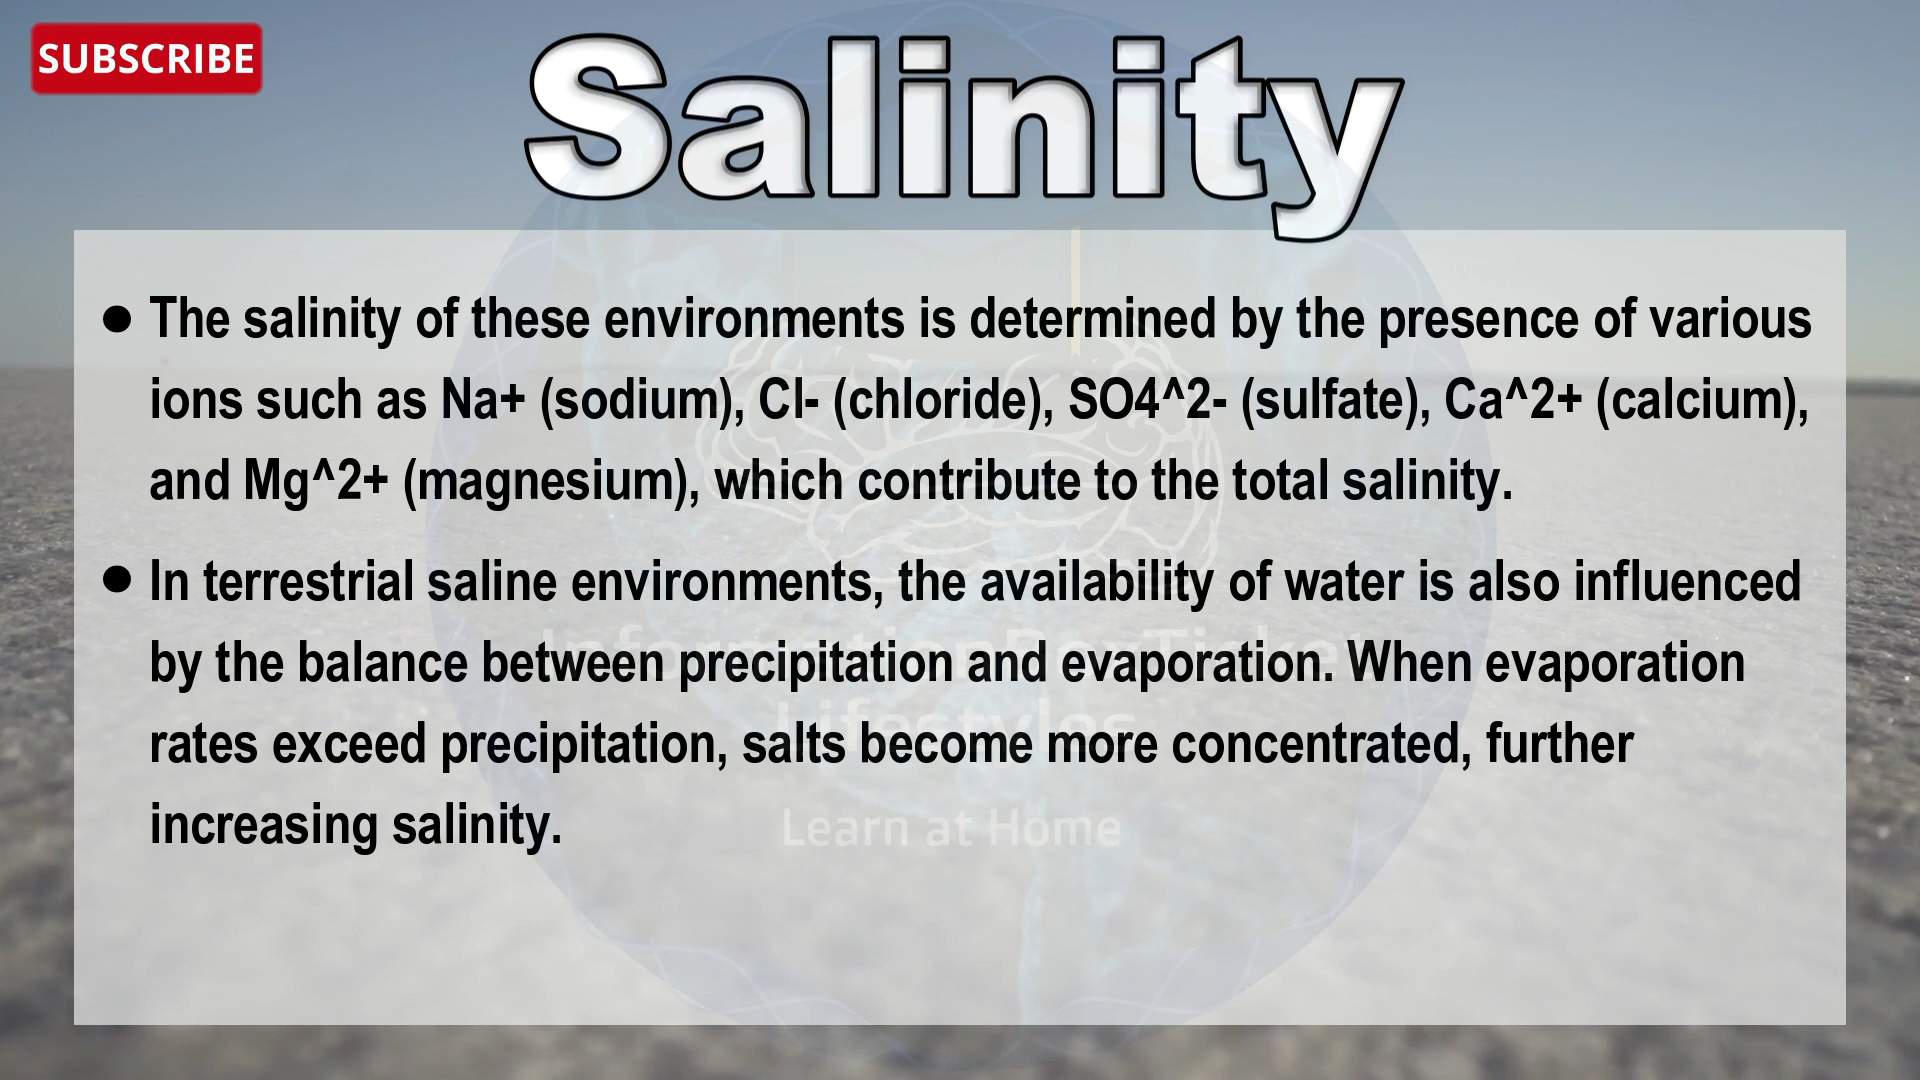 SUBSCRIBE
Salinity
● The salinity of these environments is determined by the presence of various
ions such as Na+ (sodium), Cl- (chloride), SO4^2- (sulfate), Ca^2+ (calcium),
and Mg^2+ (magnesium), which contribute to the total salinity.
● In terrestrial saline environments, the availability of water is also influenced
by the balance between precipitation and evaporation. When evaporation
rates exceed precipitation, salts become more concentrated, further
increasing salinity.
Lifestyles
Learn at Home